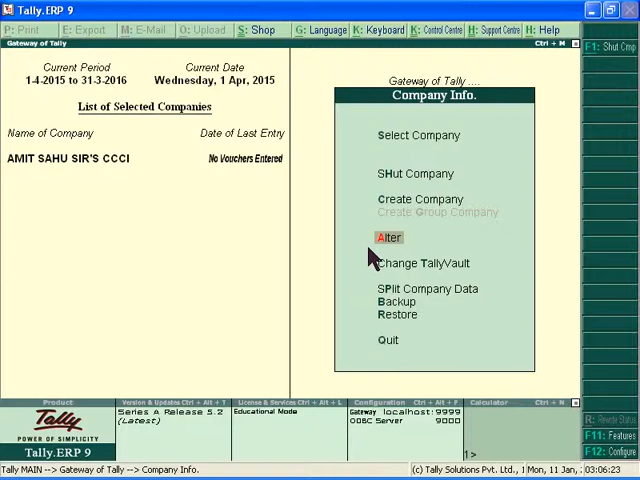 Tally.ERP 9
P: Print
E: Export
M: E-Mail
O: Upload
S: Shop
G: Language
K: Keyboard
K: Control Centre
H: Support Centre
H: Help
Gateway of Tally
Ctrl + M
F1: Shut Cmp
Current Period
1-4-2015 to 31-3-2016
Current Date
Wednesday, 1 Apr, 2015
List of Selected Companies
Name of Company
Date of Last Entry
AMIT SAHU SIR'S CCCI
No Vouchers Entered
Gateway of Tally ....
Company Info.
Select Company
SHut Company
Create Company
Create Group Company
Alter
Change TallyVault
SPlit Company Data
Backup
Restore
Quit
Product
Version & Updates Ctrl + Alt + T
License & Services Ctrl + Alt + L
Configuration Ctrl + Alt + F
Calculator
Ctrl + N
Tally
POWER OF SIMPLICITY
Tally.ERP 9
Series A Release 5.2
(Latest)
Educational Mode
Gateway localhost:9999
ODBC Server 9000
1>
R: Remote Status
F11: Features
F12: Configure
Tally MAIN --> Gateway of Tally --> Company Info.
(c) Tally Solutions Pvt. Ltd., 1
Mon, 11 Jan,
03:06:23